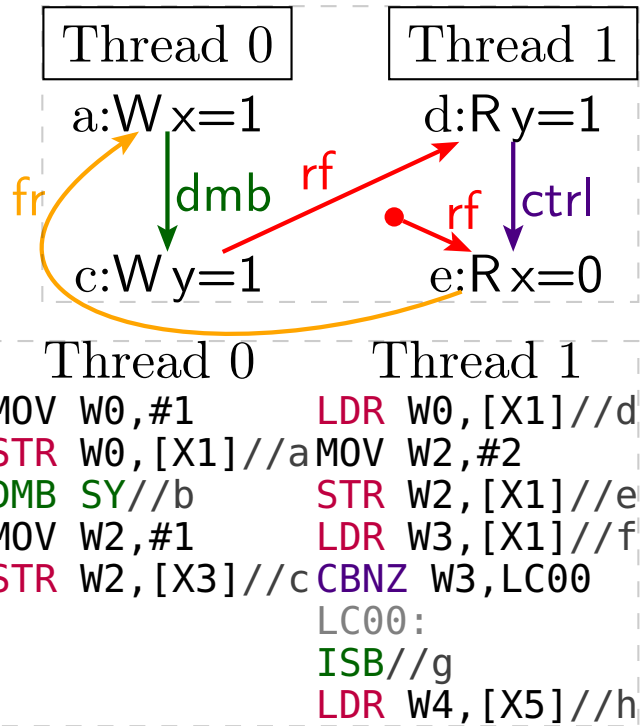 Thread 0 Thread 1
a:W x=1 d:R y=1
fr dmb rf rf ctrl
c:W y=1 e:R x=0
Thread 0 Thread 1
MOV W0,#1 LDR W0,[X1]//d
STR W0,[X1]//a MOV W2,#2
DMB SY//b STR W2,[X1]//e
MOV W2,#1 LDR W3,[X1]//f
STR W2,[X3]//c CBNZ W3,LC00
LC00:
ISB//g
LDR W4,[X5]//h